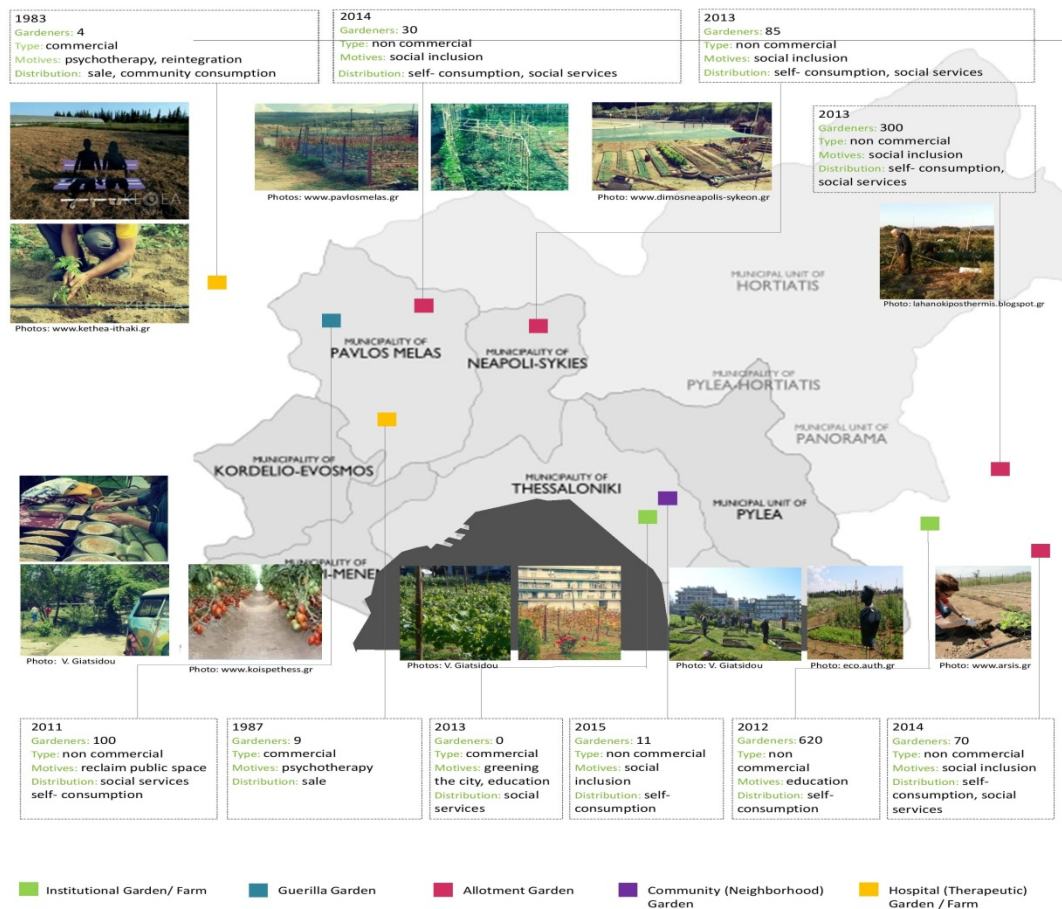 1983
Gardeners: 4
Type: commercial
Motives: psychotherapy, reintegration
Distribution: sale, community consumption
2014
Gardeners: 30
Type: non commercial
Motives: social inclusion
Distribution: self- consumption, social services
2013
Gardeners: 85
Type: non commercial
Motives: social inclusion
Distribution: self- consumption, social services
2013
Gardeners: 300
Type: non commercial
Motives: social inclusion
Distribution: self- consumption,
social services
Photos: www.pavlosmelas.gr
Photo: www.dimosneapolis-sykeon.gr
Photo: lahanokiposthermis.blogspot.gr
Photos: www.kethea-ithaki.gr
MUNICIPAL UNIT OF
HORTIATIS
MUNICIPALITY OF
PAVLOS MELAS
MUNICIPALITY OF
NEAPOLI-SYKIES
MUNICIPALITY OF
PYLEA-HORTIATIS
MUNICIPAL UNIT OF
PANORAMA
MUNICIPALITY OF
KORDELIO-EVOSMOS
MUNICIPALITY OF
THESSALONIKI
MUNICIPAL UNIT OF
PYLEA
MUNICIPALITY OF
I-MENE
Photo: V. Giatsidou
Photo: www.koispethess.gr
Photos: V. Giatsidou
Photo: V. Giatsidou
Photo: eco.auth.gr
Photo: www.arsis.gr
2011
Gardeners: 100
Type: non commercial
Motives: reclaim public space
Distribution: social services
self- consumption
1987
Gardeners: 9
Type: commercial
Motives: psychotherapy
Distribution: sale
2013
Gardeners: 0
Type: commercial
Motives: greening
the city, education
Distribution: social
services
2015
Gardeners: 11
Type: non commercial
Motives: social
inclusion
Distribution: self-
consumption
2012
Gardeners: 620
Type: non
commercial
Motives: education
Distribution: self-
consumption
2014
Gardeners: 70
Type: non commercial
Motives: social inclusion
Distribution: self-
consumption, social
services
Institutional Garden/ Farm
Guerilla Garden
Allotment Garden
Community (Neighborhood)
Garden
Hospital (Therapeutic)
Garden / Farm